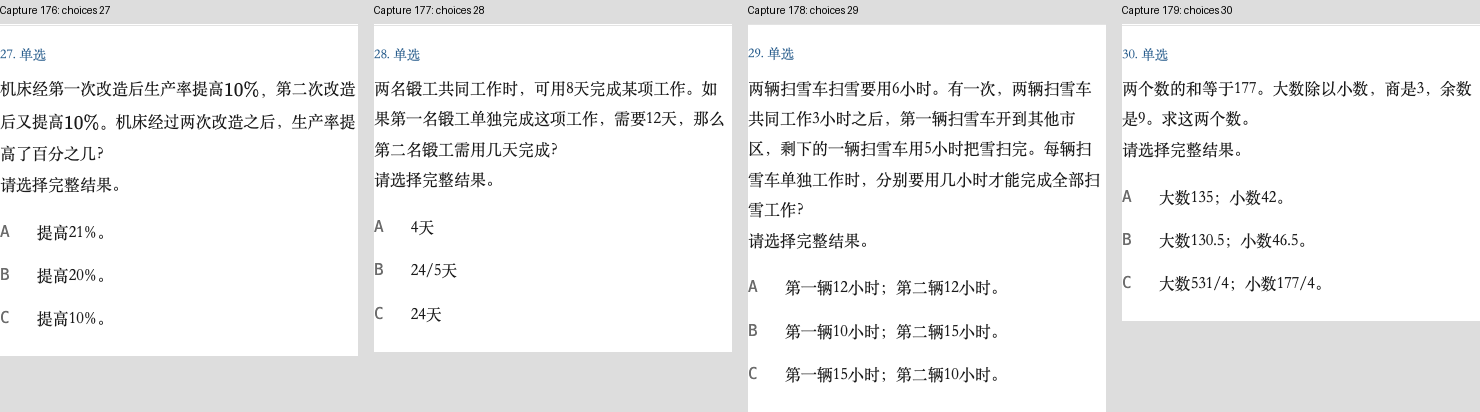 Capture 176: choices 27
27. 单选
机床经第一次改造后生产率提高10%，第二次改造
后又提高10%。机床经过两次改造之后，生产率提
高了百分之几?
请选择完整结果。
A 提高21%。
B 提高20%。
C 提高10%。
Capture 177: choices 28
28. 单选
两名锻工共同工作时，可用8天完成某项工作。如
果第一名锻工单独完成这项工作，需要12天，那么
第二名锻工需用几天完成?
请选择完整结果。
A 4天
B 24/5天
C 24天
Capture 178: choices 29
29. 单选
两辆扫雪车扫雪要用6小时。有一次，两辆扫雪车
共同工作3小时之后，第一辆扫雪车开到其他市
区，剩下的一辆扫雪车用5小时把雪扫完。每辆扫
雪车单独工作时，分别要用几小时才能完成全部扫
雪工作?
请选择完整结果。
A 第一辆12小时；第二辆12小时。
B 第一辆10小时；第二辆15小时。
C 第一辆15小时；第二辆10小时。
Capture 179: choices 30
30. 单选
两个数的和等于177。大数除以小数，商是3，余数
是9。求这两个数。
请选择完整结果。
A 大数135；小数42。
B 大数130.5；小数46.5。
C 大数531/4；小数177/4。